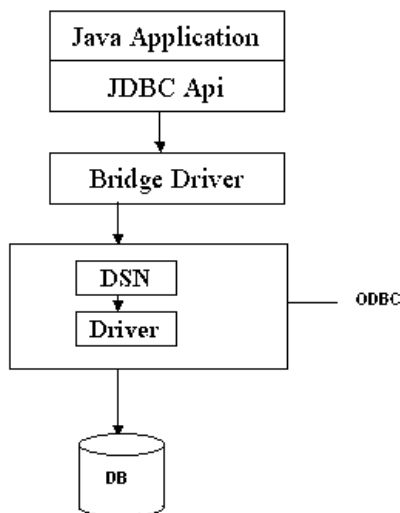 Java Application
JDBC Api
Bridge Driver
DSN
Driver
ODBC
DB